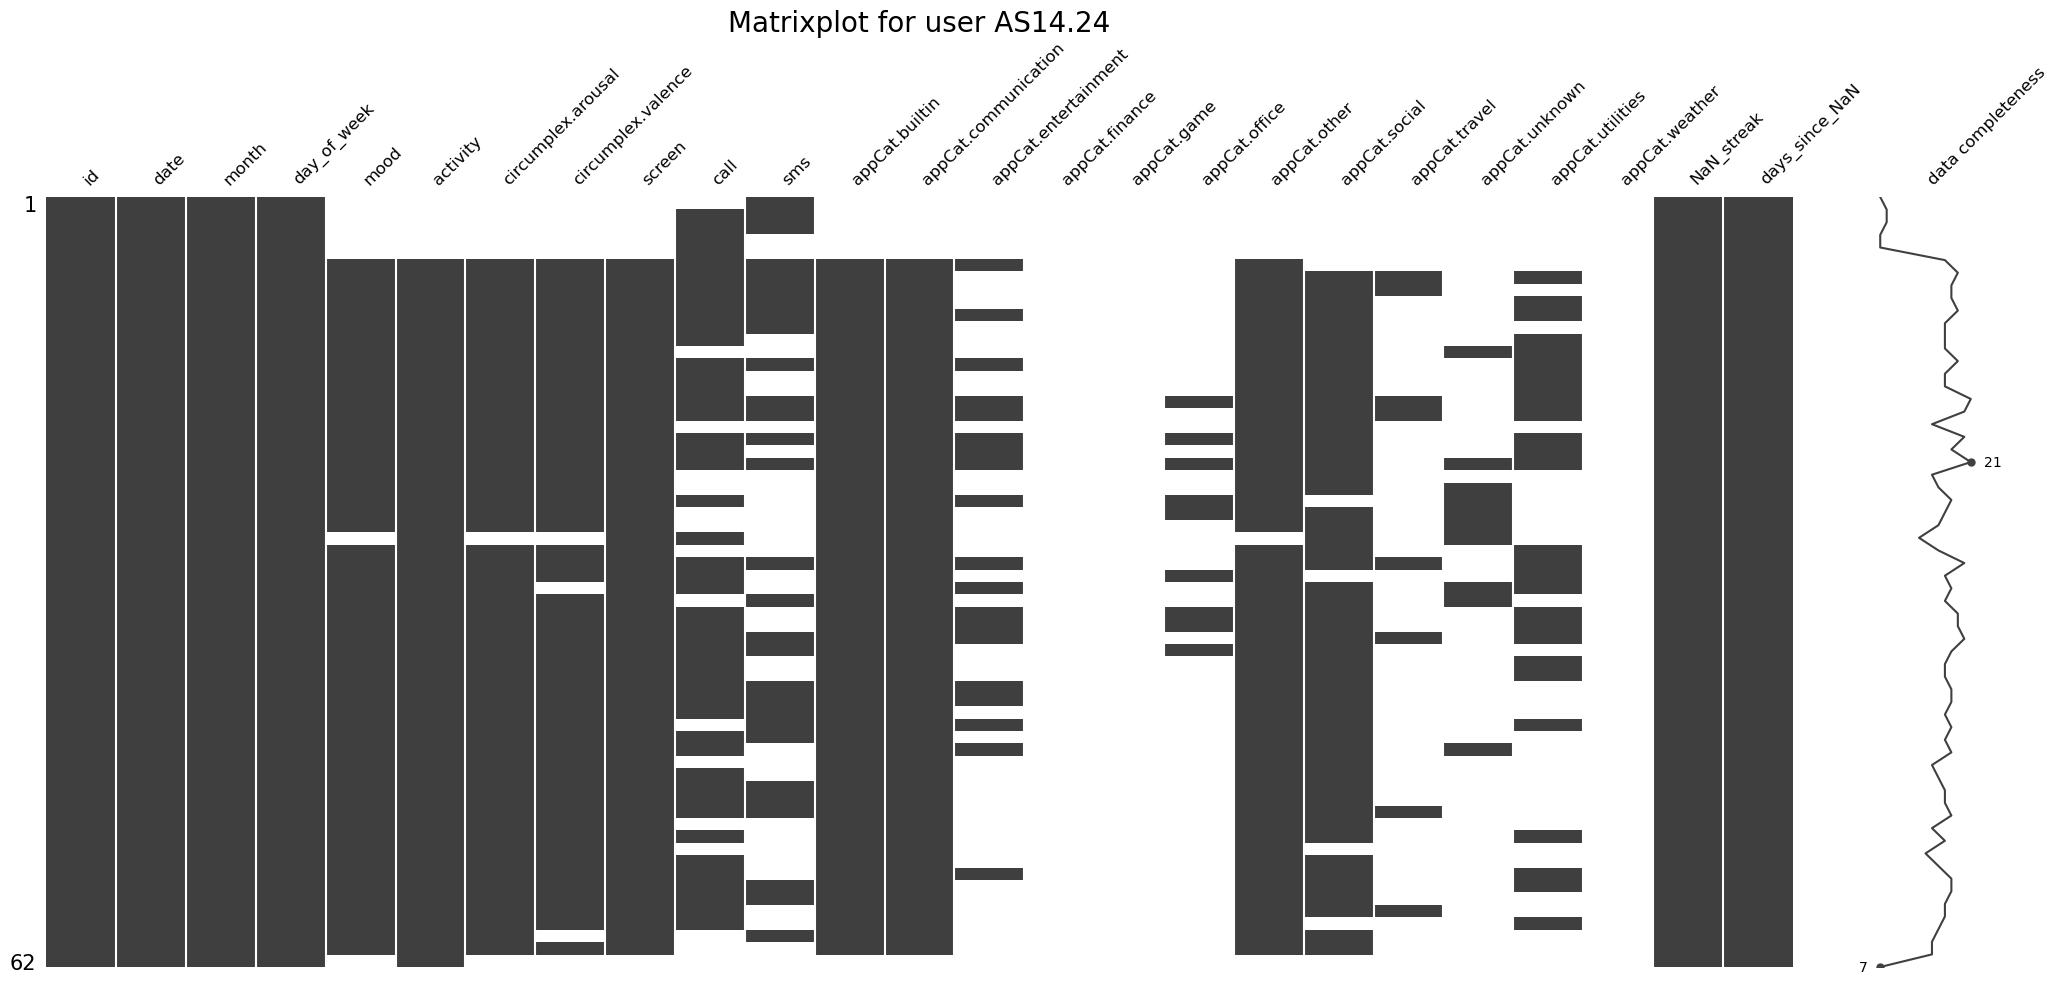 Matrixplot for user AS14.24
id
date
month
day_of_week
mood
activity
circumplex.arousal
circumplex.valence
screen
call
sms
appCat.builtin
appCat.communication
appCat.entertainment
appCat.finance
appCat.game
appCat.office
appCat.other
appCat.social
appCat.travel
appCat.unknown
appCat.utilities
appCat.weather
NaN_streak
days_since_NaN
data completeness
1
21
62
7